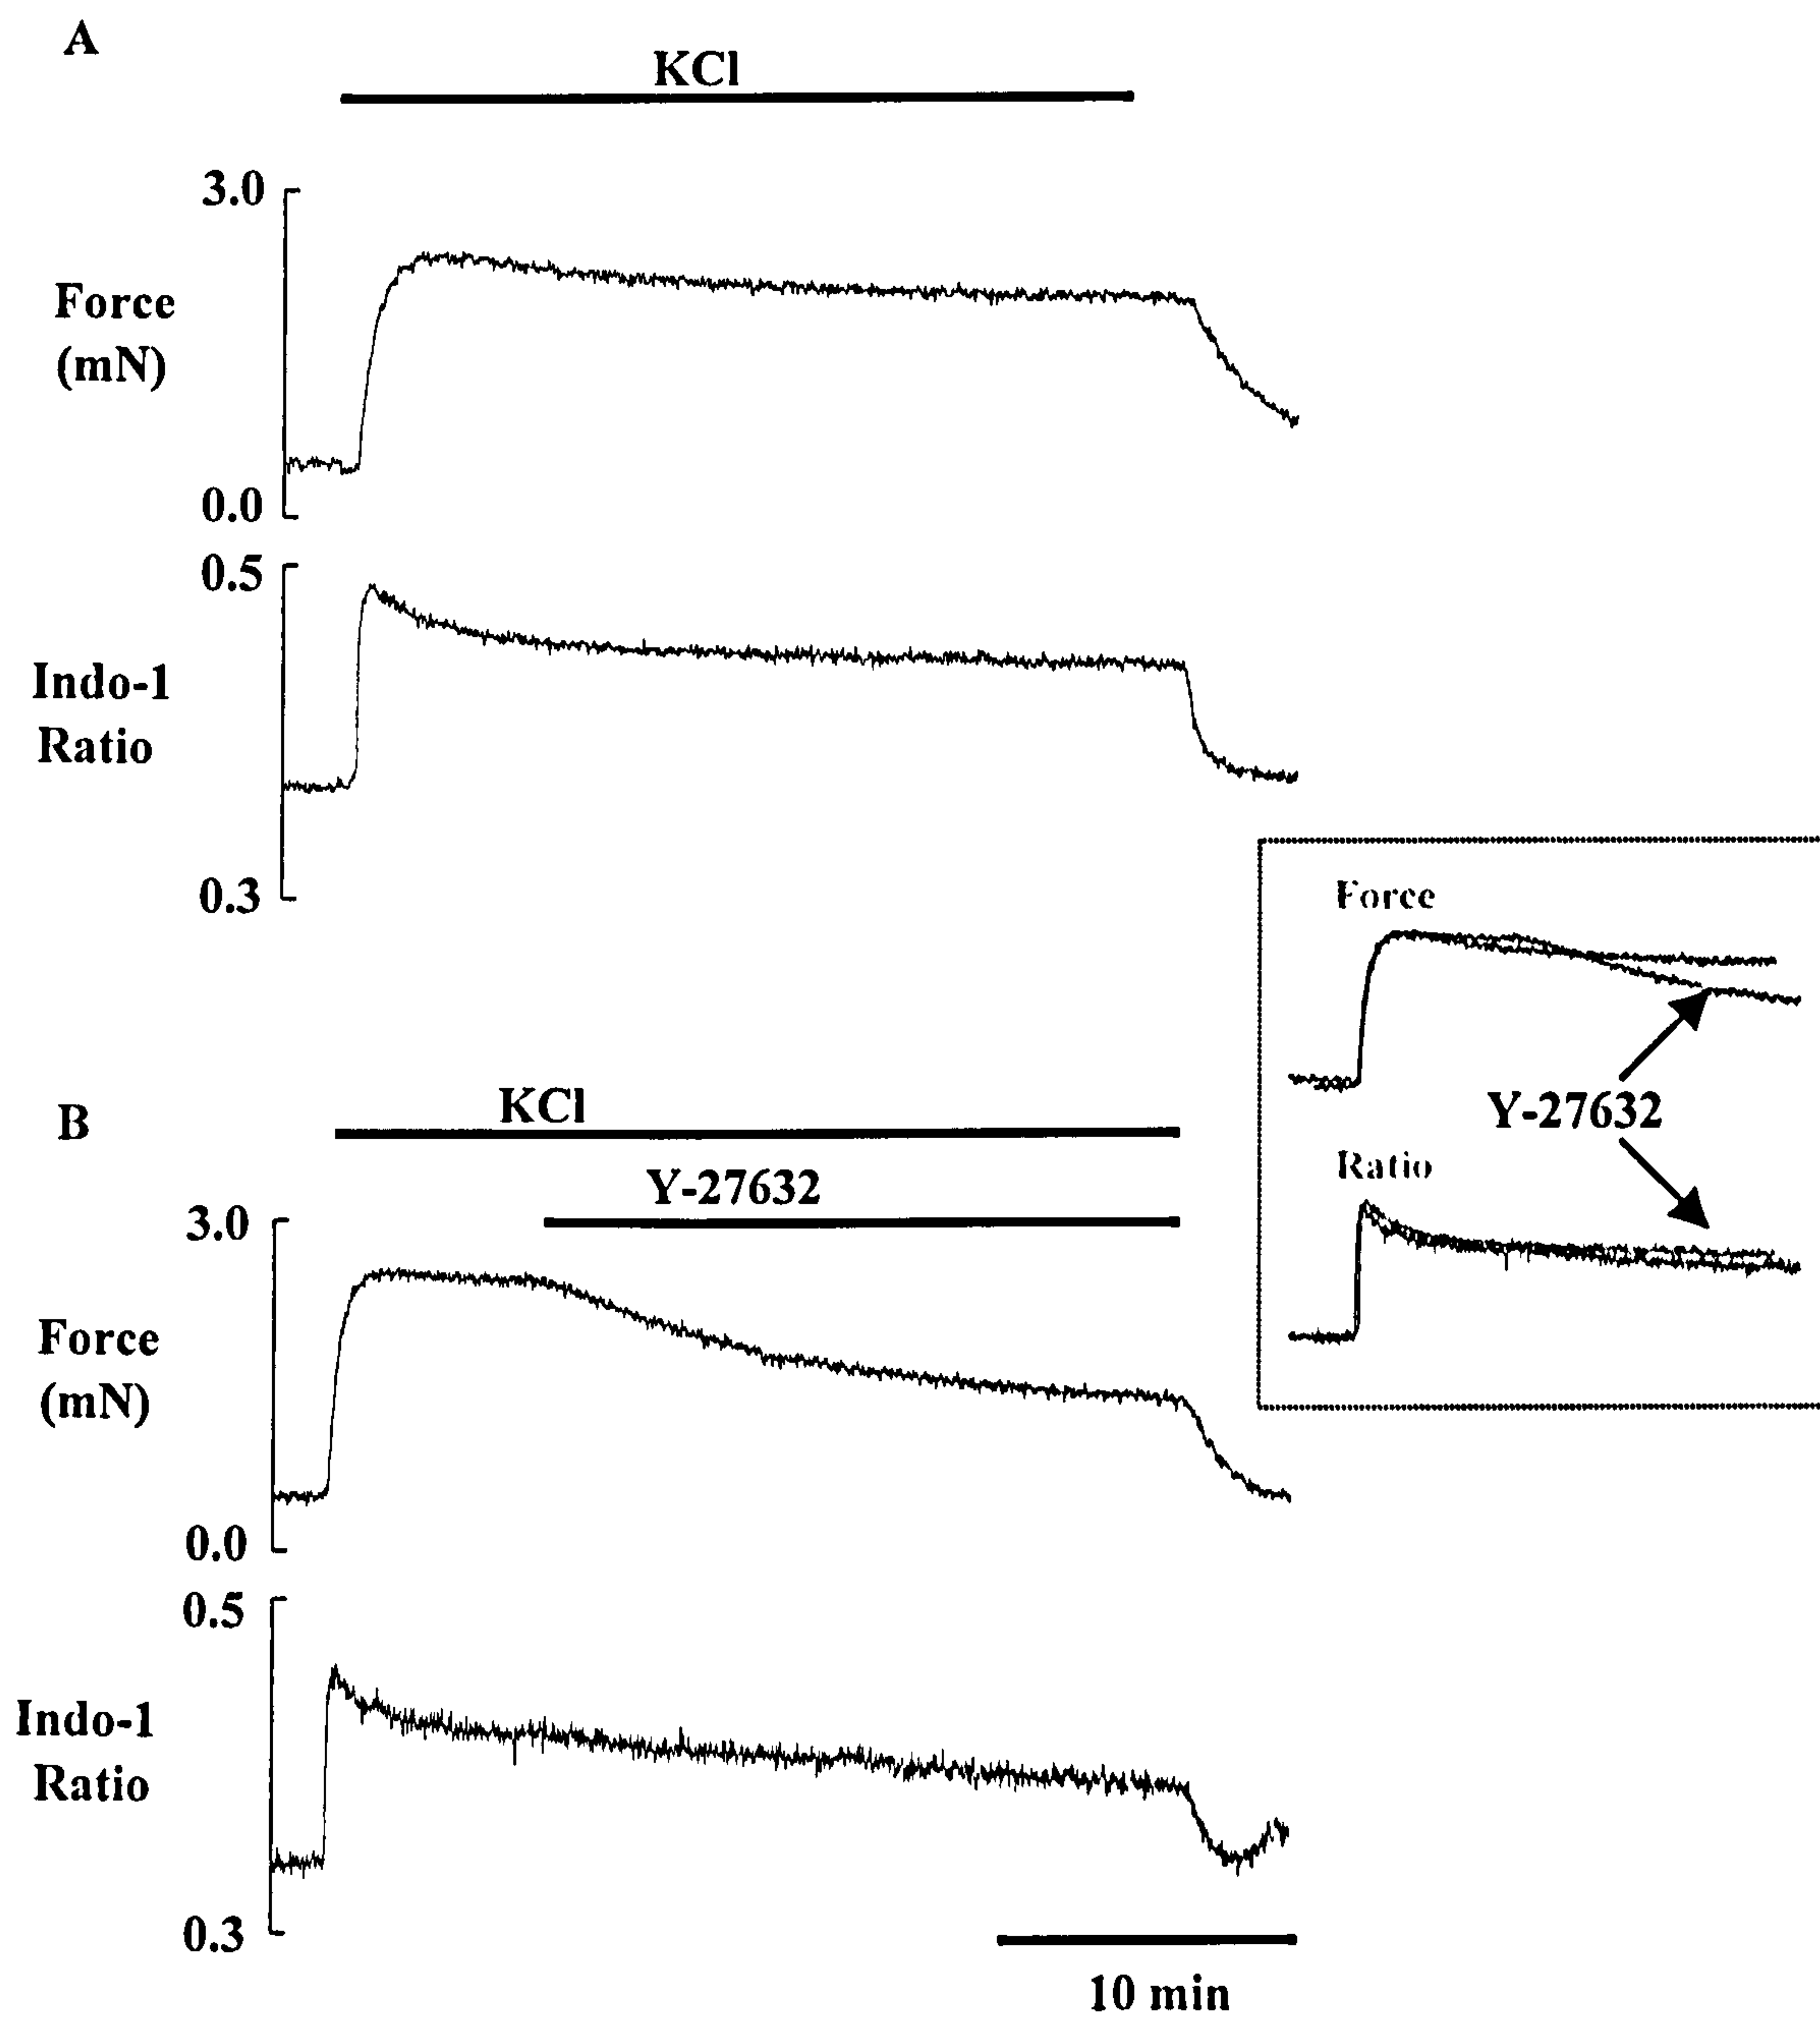 A
KCl
3.0
Force
(mN)
0.0
0.5
Indo-1
Ratio
0.3
Force
Y-27632
Ratio
B
KCl
Y-27632
3.0
Force
(mN)
0.0
0.5
Indo-1
Ratio
0.3
10 min